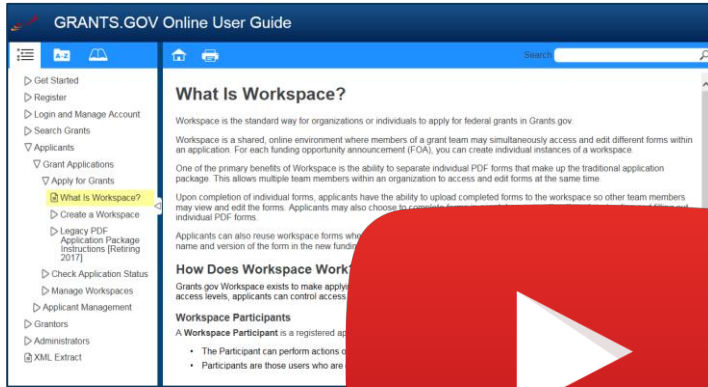 GRANTS.GOV Online User Guide
A-Z
Search
Get Started
Register
Login and Manage Account
Search Grants
Applicants
Grant Applications
Apply for Grants
What Is Workspace?
Create a Workspace
Legacy PDF
Application Package
Instructions [Retiring
2017]
Check Application Status
Manage Workspaces
Applicant Management
Grantors
Administrators
XML Extract
What Is Workspace?
Workspace is the standard way for organizations or individuals to apply for federal grants in Grants.gov.
Workspace is a shared, online environment where members of a grant team may simultaneously access and edit different forms within
an application. For each funding opportunity announcement (FOA), you can create individual instances of a workspace.
One of the primary benefits of Workspace is the ability to separate individual PDF forms that make up the traditional application
package. This allows multiple team members within an organization to access and edit forms at the same time.
Upon completion of individual forms, applicants have the ability to upload completed forms to the workspace so other team members
may view and edit the forms. Applicants may also choose to complete forms
individual PDF forms.
Applicants can also reuse workspace forms
name and version of the form in the new
How Does Workspace Work
Grants.gov Workspace exists to make
access levels, applicants can control access
Workspace Participants
A Workspace Participant is a registered
• The Participant can perform actions
• Participants are those users who are